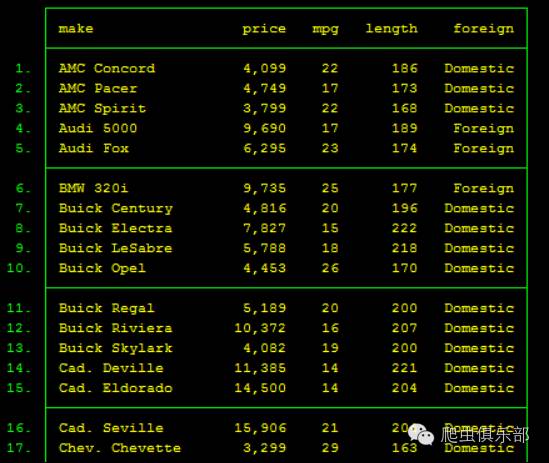 make price mpg length foreign
1. AMC Concord 4,099 22 186 Domestic
2. AMC Pacer 4,749 17 173 Domestic
3. AMC Spirit 3,799 22 168 Domestic
4. Audi 5000 9,690 17 189 Foreign
5. Audi Fox 6,295 23 174 Foreign
6. BMW 320i 9,735 25 177 Foreign
7. Buick Century 4,816 20 196 Domestic
8. Buick Electra 7,827 15 222 Domestic
9. Buick LeSabre 5,788 18 218 Domestic
10. Buick Opel 4,453 26 170 Domestic
11. Buick Regal 5,189 20 200 Domestic
12. Buick Riviera 10,372 16 207 Domestic
13. Buick Skylark 4,082 19 200 Domestic
14. Cad. Deville 11,385 14 221 Domestic
15. Cad. Eldorado 14,500 14 204 Domestic
16. Cad. Seville 15,906 21 Domestic
爬虫俱乐部
17. Chev. Chevette 3,299 29 163 Domestic